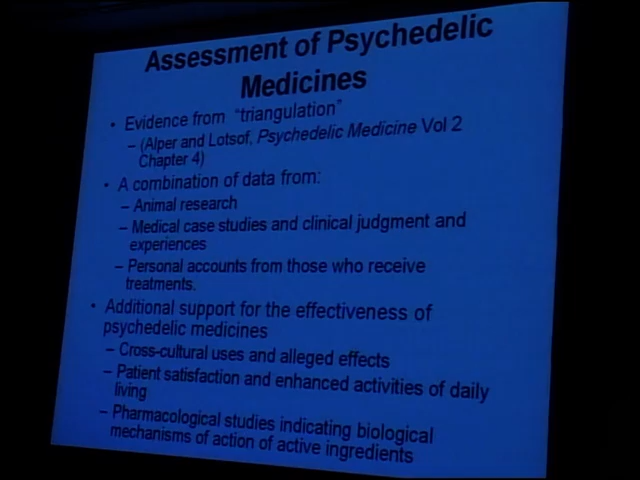 Assessment of Psychedelic
Medicines
• Evidence from “triangulation”
– (Alper and Lotsof, Psychedelic Medicine Vol 2
Chapter 4)
• A combination of data from:
– Animal research
– Medical case studies and clinical judgment and
experiences
– Personal accounts from those who receive
treatments.
• Additional support for the effectiveness of
psychedelic medicines
– Cross-cultural uses and alleged effects
– Patient satisfaction and enhanced activities of daily
living
– Pharmacological studies indicating biological
mechanisms of action of active ingredients